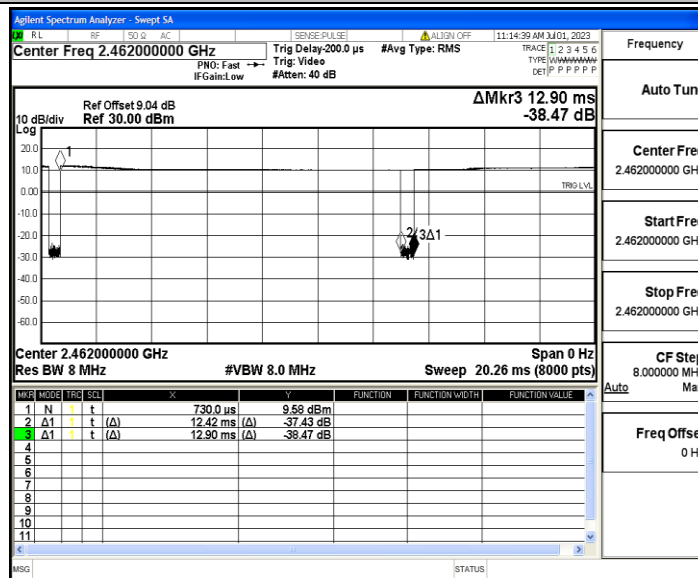 Agilent Spectrum Analyzer - Swept SA
RL RF 50 Ω AC SENSE:PULSE ALIGN OFF 11:14:39 AM Jul 01, 2023
Center Freq 2.462000000 GHz
PNO: Fast
IFGain:Low
Trig Delay-200.0 µs
Trig: Video
#Atten: 40 dB
#Avg Type: RMS
TRACE 1 2 3 4 5 6
TYPE
DET P P P P P P
ΔMkr3 12.90 ms
-38.47 dB
Ref Offset 9.04 dB
10 dB/div Ref 30.00 dBm
Log
20.0
10.0
0.00
-10.0
-20.0
-30.0
-40.0
-50.0
-60.0
1
TRIG LVL
2 3Δ1
Center 2.462000000 GHz Span 0 Hz
Res BW 8 MHz #VBW 8.0 MHz Sweep 20.26 ms (8000 pts)
MKR MODE TRC SCL X Y FUNCTION FUNCTION WIDTH FUNCTION VALUE
1 N 1 t 730.0 µs 9.58 dBm
2 Δ1 1 t (Δ) 12.42 ms (Δ) -37.43 dB
3 Δ1 1 t (Δ) 12.90 ms (Δ) -38.47 dB
4
5
6
7
8
9
10
11
MSG STATUS
Frequency
Auto Tun
Center Fre
2.462000000 GH
Start Fre
2.462000000 GH
Stop Fre
2.462000000 GH
CF Step
8.000000 MH
Auto Ma
Freq Offse
0 H